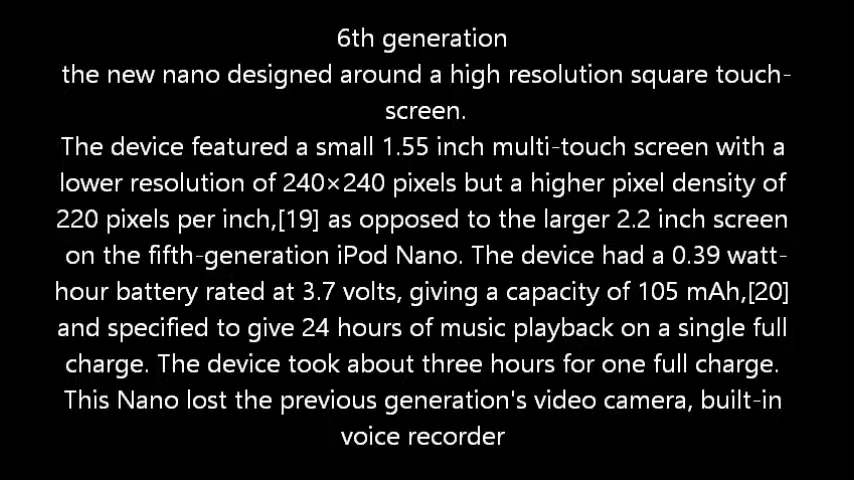 6th generation
the new nano designed around a high resolution square touch-
screen.
The device featured a small 1.55 inch multi-touch screen with a
lower resolution of 240×240 pixels but a higher pixel density of
220 pixels per inch,[19] as opposed to the larger 2.2 inch screen
on the fifth-generation iPod Nano. The device had a 0.39 watt-
hour battery rated at 3.7 volts, giving a capacity of 105 mAh,[20]
and specified to give 24 hours of music playback on a single full
charge. The device took about three hours for one full charge.
This Nano lost the previous generation's video camera, built-in
voice recorder